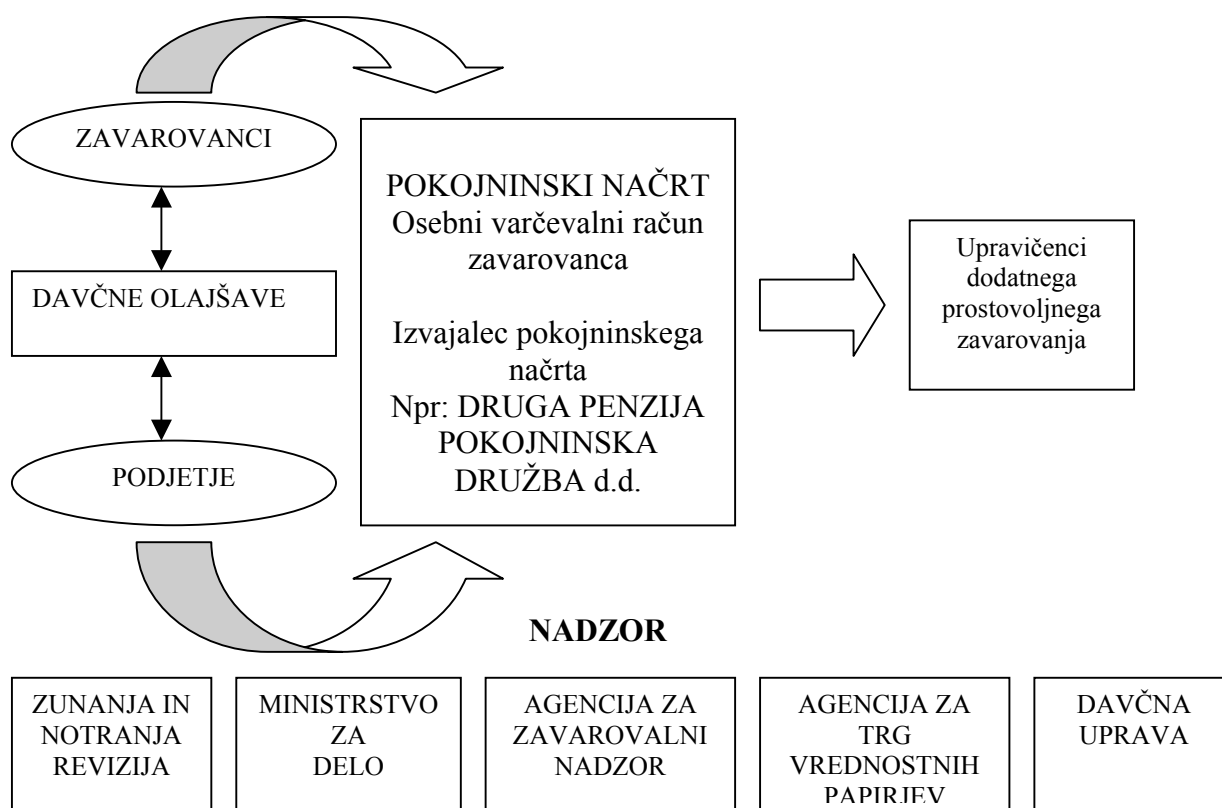 ZAVAROVANCI
DAVČNE OLAJŠAVE
PODJETJE
POKOJNINSKI NAČRT
Osebni varčevalni račun
zavarovanca
Izvajalec pokojninskega
načrta
Npr: DRUGA PENZIJA
POKOJNINSKA
DRUŽBA d.d.
Upravičenci
dodatnega
prostovoljnega
zavarovanja
NADZOR
ZUNANJA IN
NOTRANJA
REVIZIJA
MINISTRSTVO
ZA
DELO
AGENCIJA ZA
ZAVAROVALNI
NADZOR
AGENCIJA ZA
TRG
VREDNOSTNIH
PAPIRJEV
DAVČNA
UPRAVA